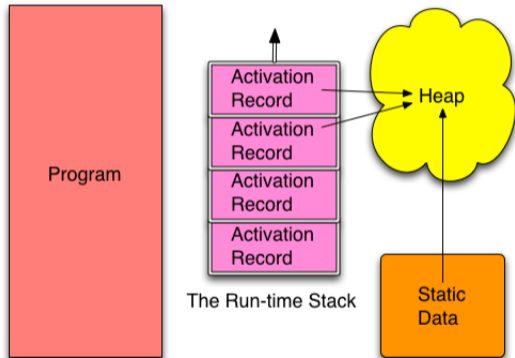 Program
Activation
Record
Activation
Record
Activation
Record
Activation
Record
The Run-time Stack
Heap
Static
Data